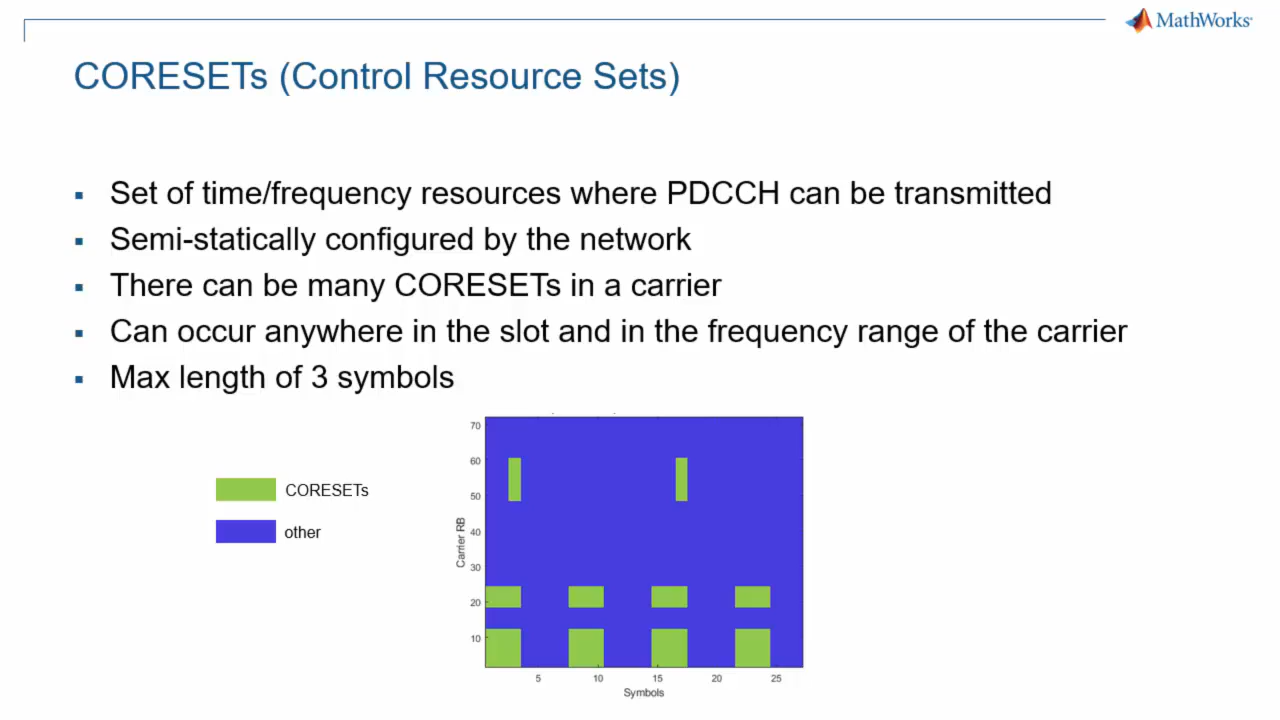 MathWorks
CORESETs (Control Resource Sets)
Set of time/frequency resources where PDCCH can be transmitted
Semi-statically configured by the network
There can be many CORESETs in a carrier
Can occur anywhere in the slot and in the frequency range of the carrier
Max length of 3 symbols
CORESETs
other
70
60
50
40
30
20
10
Carrier RB
5 10 15 20 25
Symbols